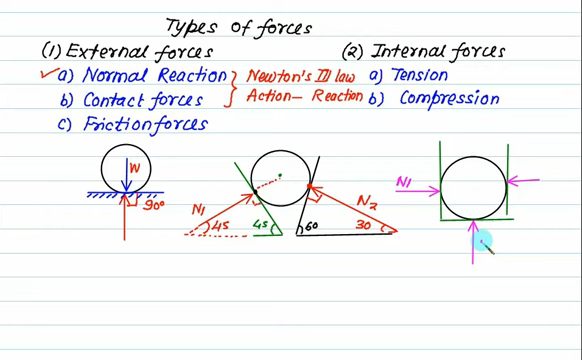 Types of forces
(1) External forces (2) Internal forces
a) Normal Reaction Newton's III law a) Tension
b) Contact forces Action- Reaction b) Compression
c) Friction forces
W
90°
N1
45
45
60
N2
30
N1